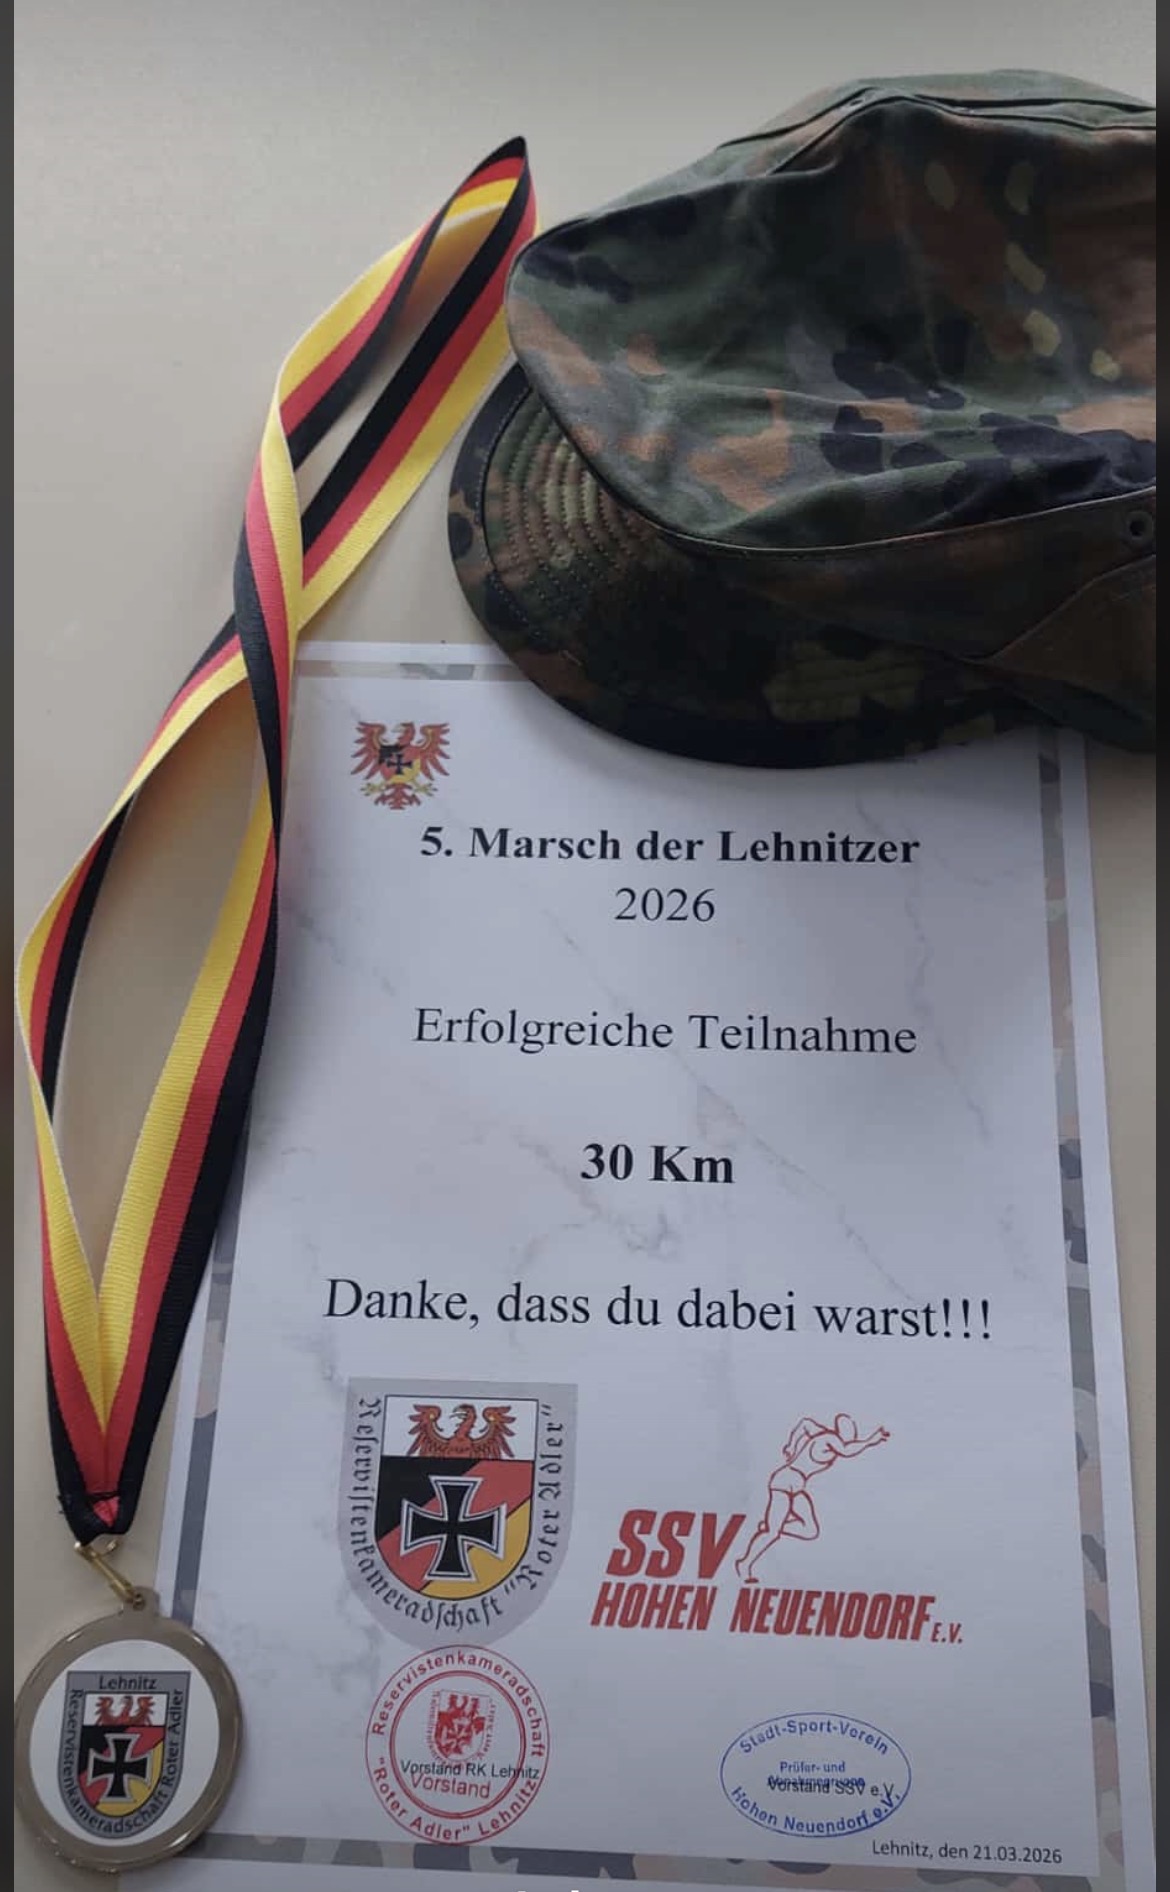 5. Marsch der Lehnitzer
2026
Erfolgreiche Teilnahme
30 Km
Danke, dass du dabei warst!!!
Reservistenkameradschaft "Roter Adler"
SSV
HOHEN NEUENDORF E.V.
Reservistenkameradschaft
"Roter Adler" Lehnitz
Vorstand RK Lehnitz
Vorstand
Stadt-Sport-Verein
Prüfer- und
Vorstand SSV e.V.
Hohen Neuendorf e.V.
Lehnitz, den 21.03.2026
Lehnitz
Reservistenkameradschaft Roter Adler